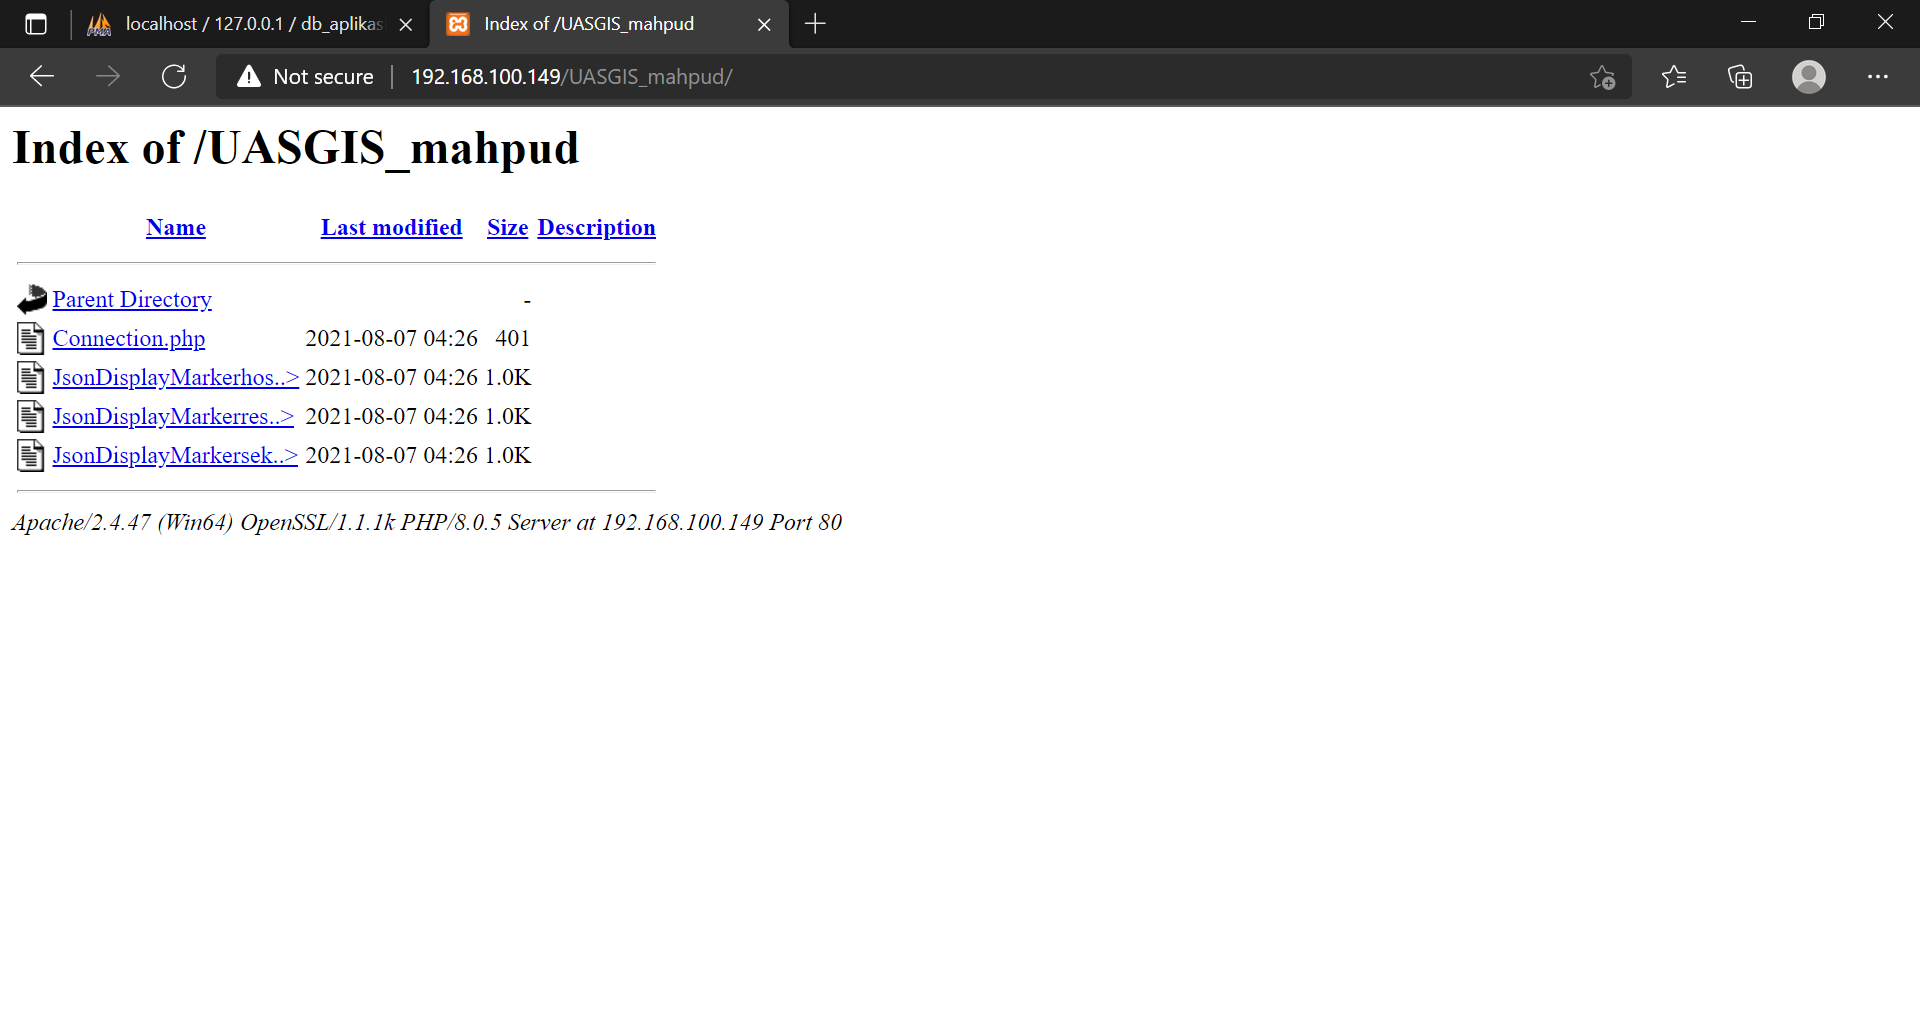 localhost / 127.0.0.1 / db_aplikas
Index of /UASGIS_mahpud
Not secure
192.168.100.149/UASGIS_mahpud/
Index of /UASGIS_mahpud
Name Last modified Size Description
Parent Directory -
Connection.php 2021-08-07 04:26 401
JsonDisplayMarkerhos..> 2021-08-07 04:26 1.0K
JsonDisplayMarkerres..> 2021-08-07 04:26 1.0K
JsonDisplayMarkersek..> 2021-08-07 04:26 1.0K
Apache/2.4.47 (Win64) OpenSSL/1.1.1k PHP/8.0.5 Server at 192.168.100.149 Port 80